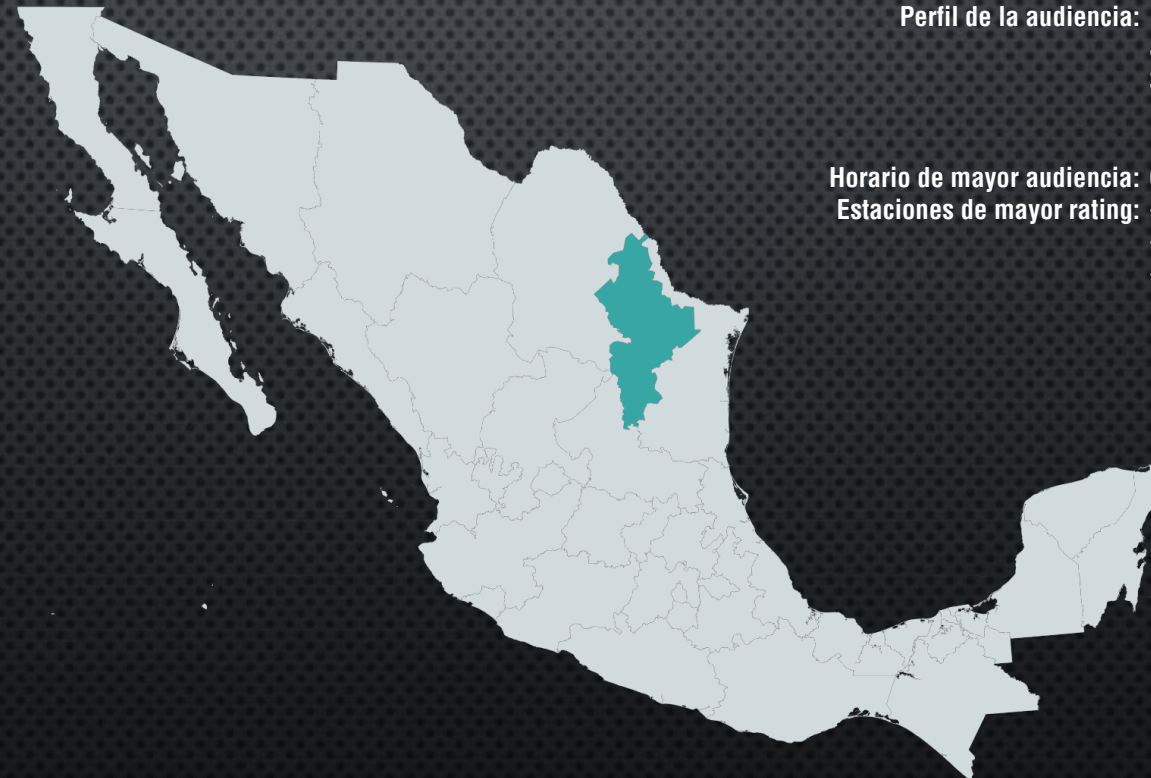 Perfil de la audiencia:
Horario de mayor audiencia:
Estaciones de mayor rating: